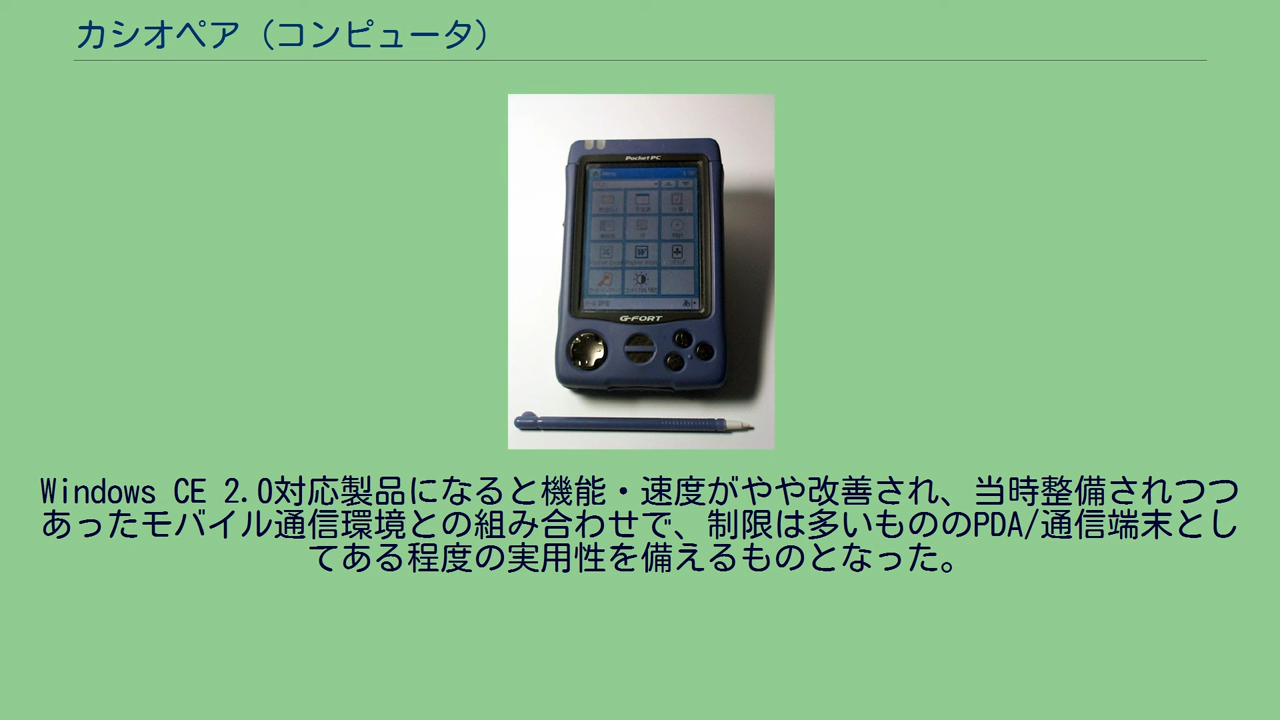 カシオペア（コンピュータ）
Pocket PC
Menu
G-FORT
Windows CE 2.0対応製品になると機能・速度がやや改善され、当時整備されつつ
あったモバイル通信環境との組み合わせで、制限は多いもののPDA/通信端末とし
てある程度の実用性を備えるものとなった。